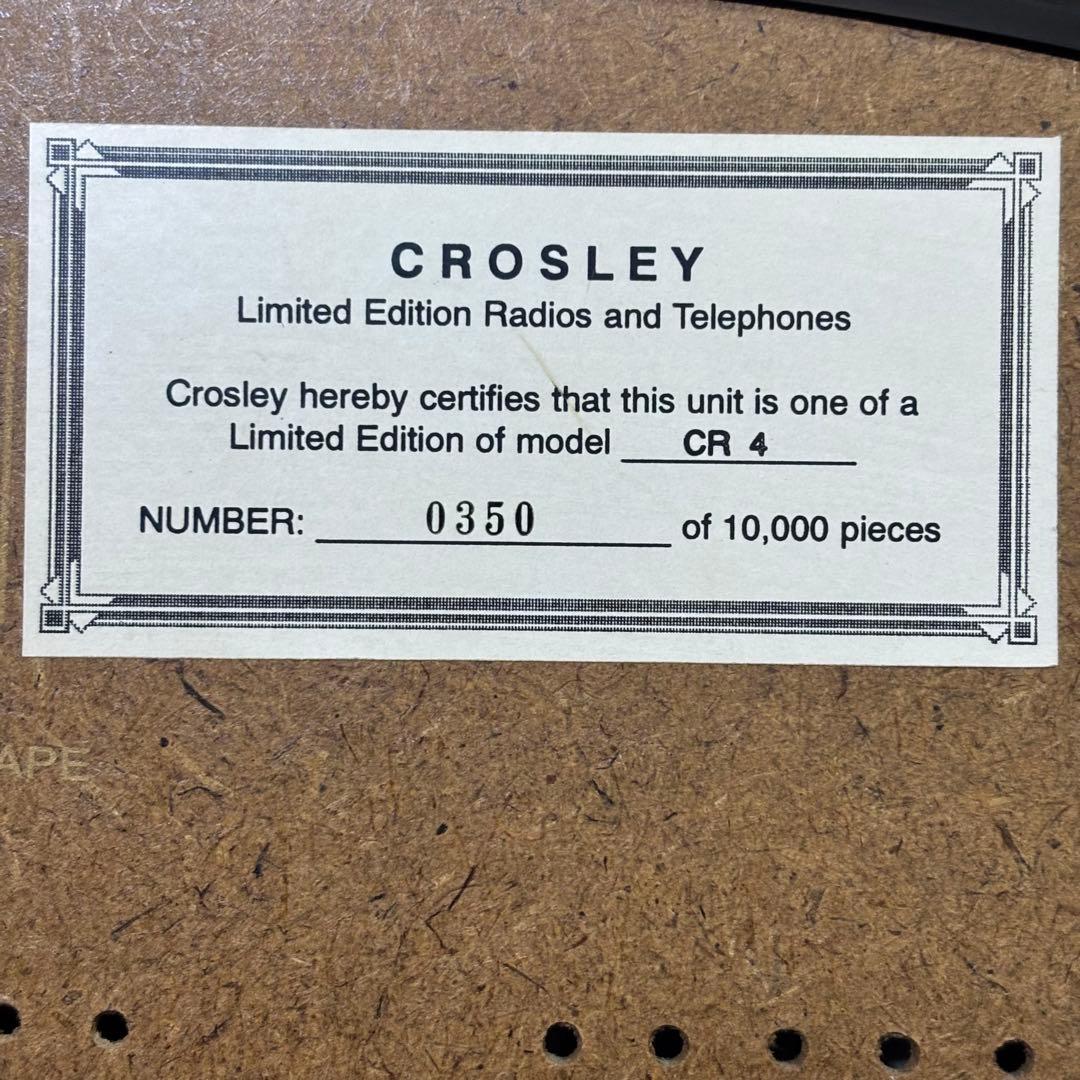 CROSLEY
Limited Edition Radios and Telephones
Crosley hereby certifies that this unit is one of a
Limited Edition of model CR 4
NUMBER: 0350 of 10,000 pieces
APE